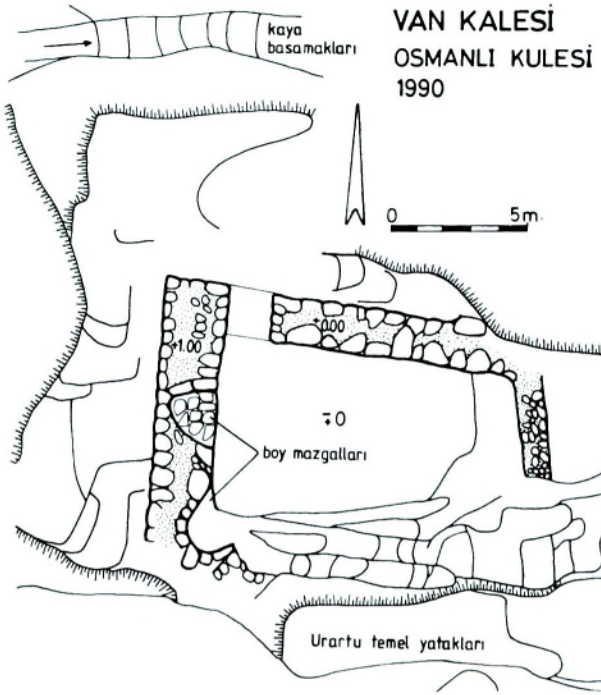 VAN KALESİ
OSMANLI KULESİ
1990
kaya
basamakları
0 5m.
+0.00
+1.00
∓0
boy mazgalları
Urartu temel yatakları